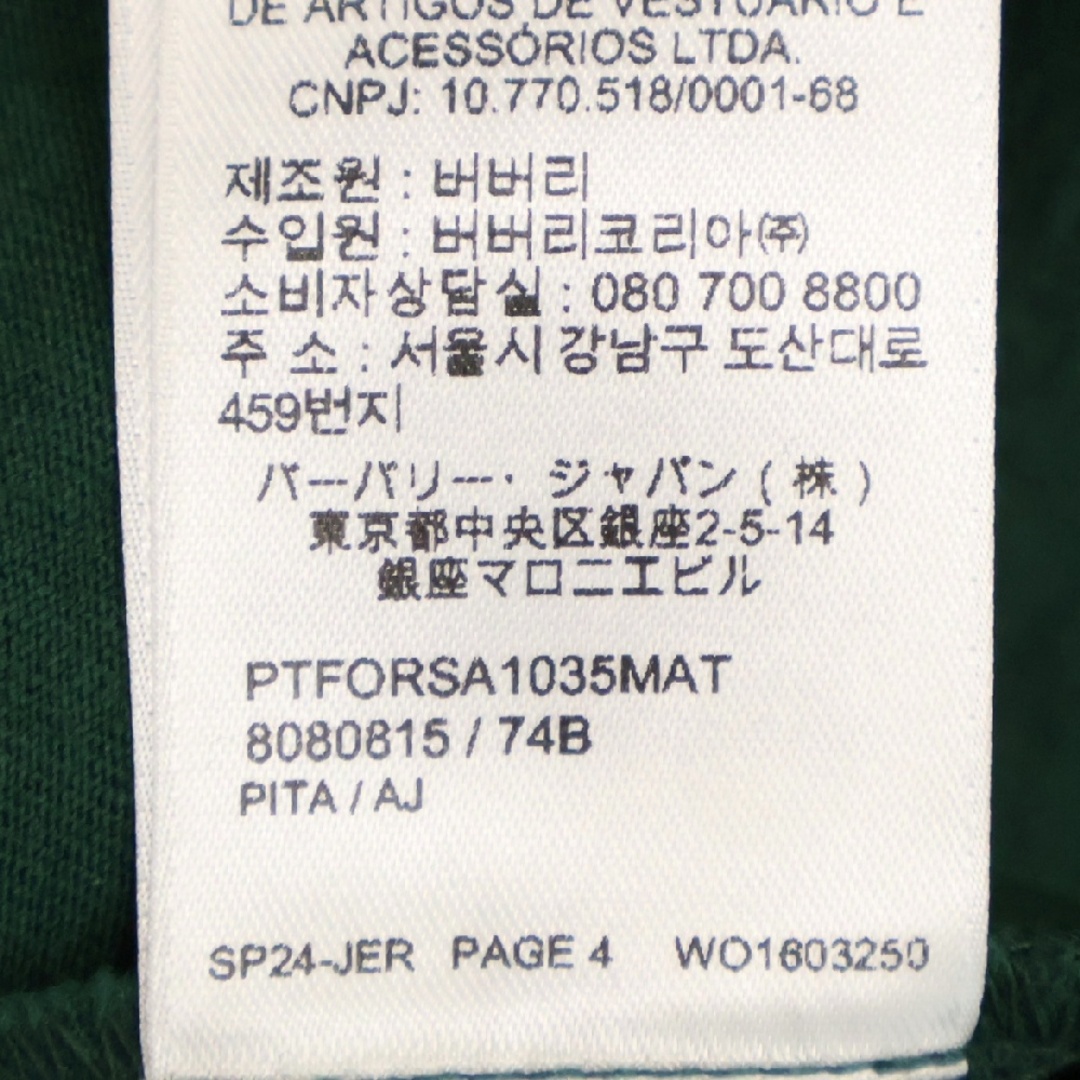 DE ARTIGOS DE VESTUÁRIO E
ACESSÓRIOS LTDA.
CNPJ: 10.770.518/0001-68
제조원 : 버버리
수입원 : 버버리코리아㈜
소비자상담실 : 080 700 8800
주 소 : 서울시 강남구 도산대로
459번지
バーバリー・ジャパン ( 株 )
東京都中央区銀座2-5-14
銀座マロニエビル
PTFORSA1035MAT
8080815 / 74B
PITA / AJ
SP24-JER PAGE 4 WO1603250